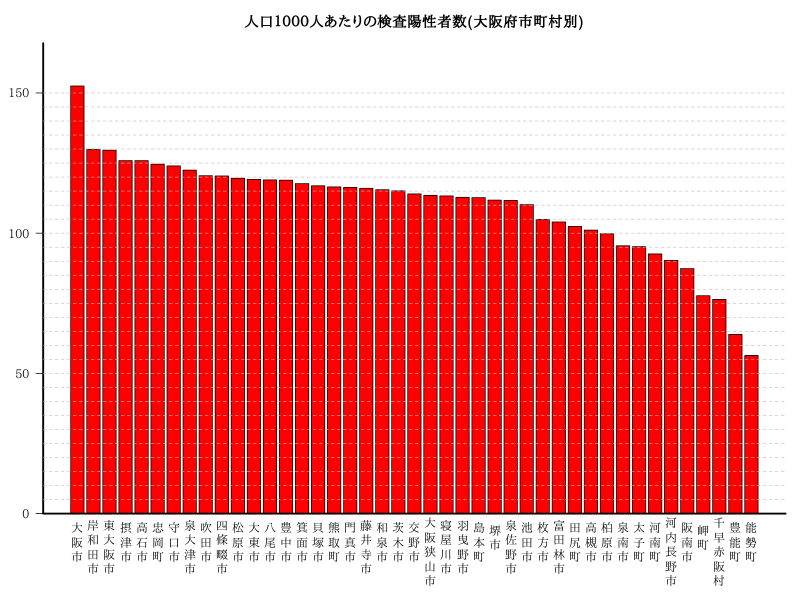 人口1000人あたりの検査陽性者数(大阪府市町村別)
150
100
50
0
大阪市
岸和田市
東大阪市
摂津市
高石市
忠岡町
守口市
泉大津市
吹田市
四條畷市
松原市
大東市
八尾市
豊中市
箕面市
貝塚市
熊取町
門真市
藤井寺市
和泉市
茨木市
交野市
大阪狭山市
寝屋川市
羽曳野市
島本町
堺市
泉佐野市
池田市
枚方市
富田林市
田尻町
高槻市
柏原市
泉南市
太子町
河南町
河内長野市
阪南市
岬町
千早赤阪村
豊能町
能勢町